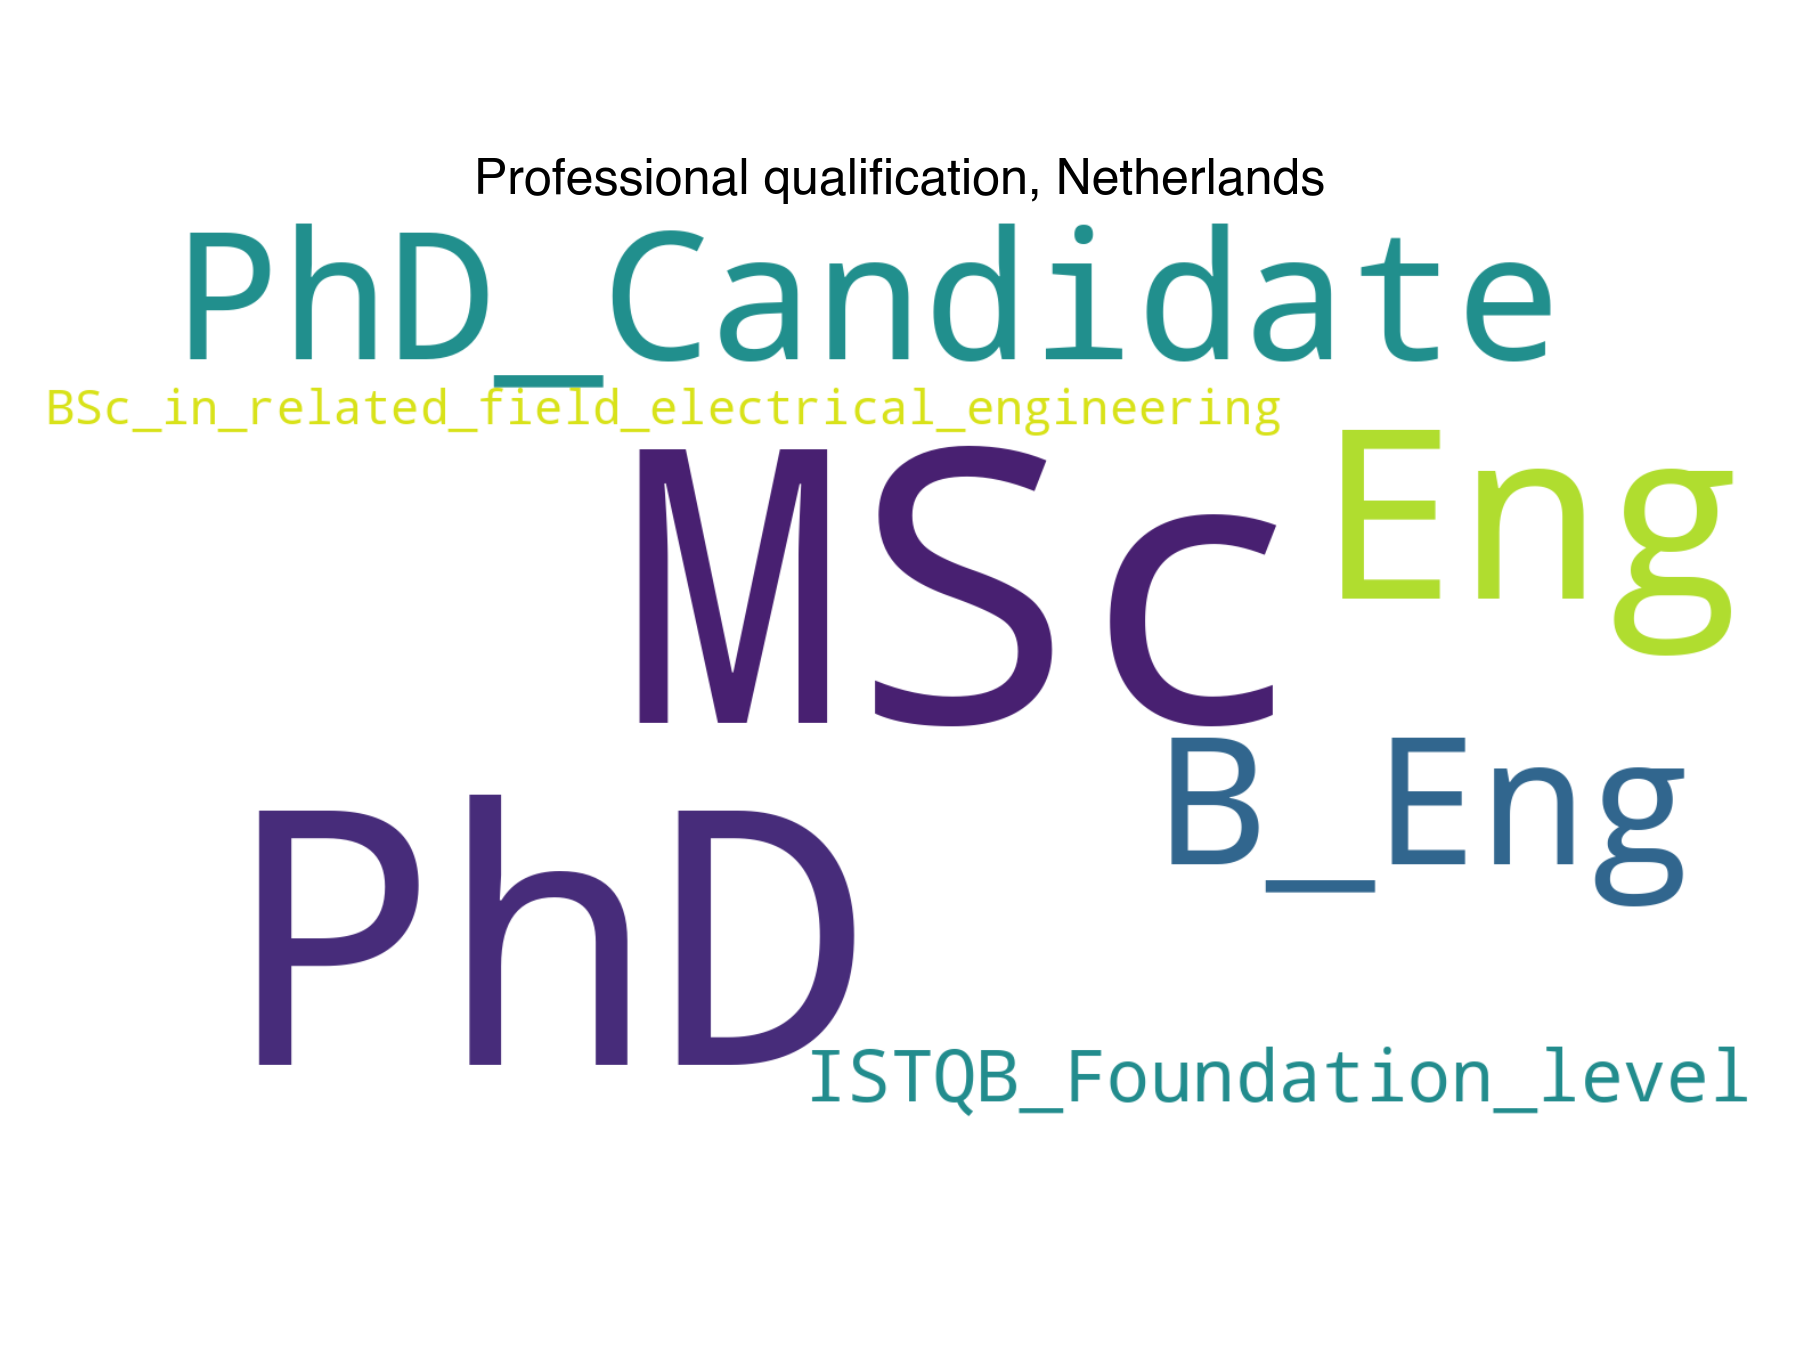 Professional qualification, Netherlands
PhD_Candidate
BSc_in_related_field_electrical_engineering
MSc
Eng
B_Eng
PhD
ISTQB_Foundation_level